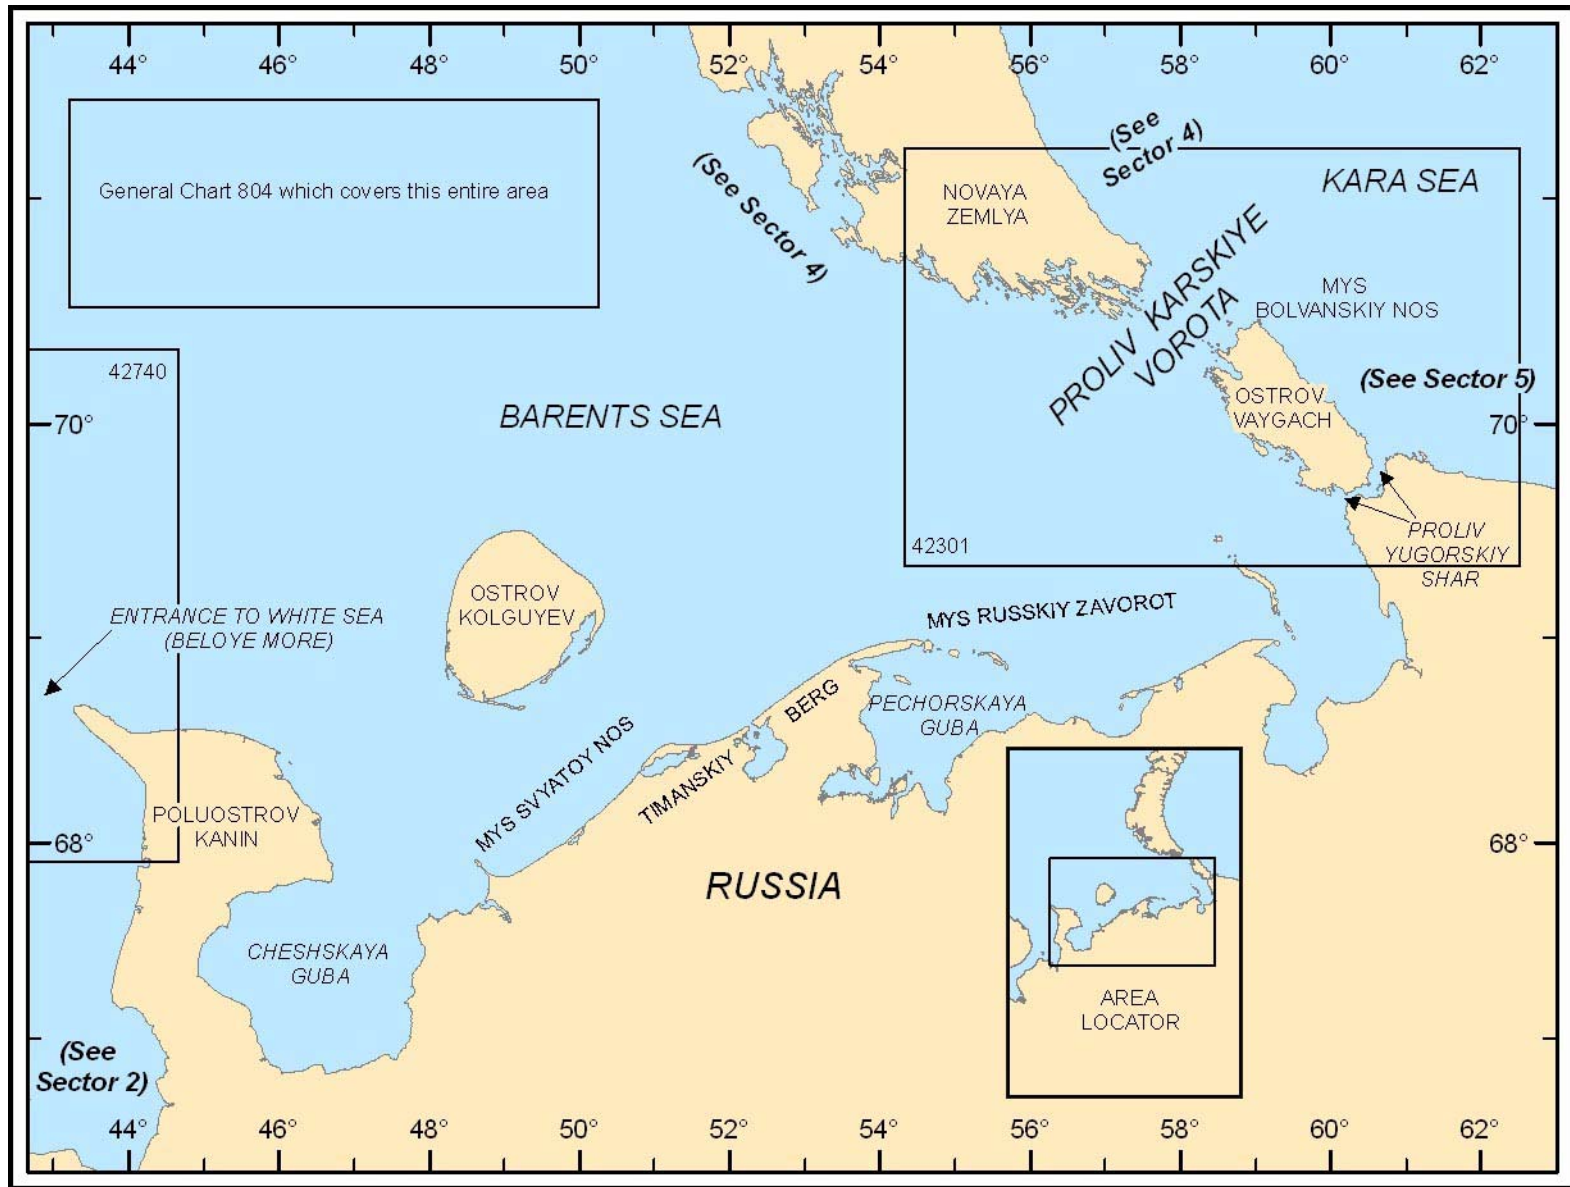 44° 46° 48° 50° 52° 54° 56° 58° 60° 62°
General Chart 804 which covers this entire area
(See Sector 4)
(See
Sector 4)
KARA SEA
NOVAYA
ZEMLYA
PROLIV KARSKIYE
VOROTA
MYS
BOLVANSKIY NOS
42740
(See Sector 5)
OSTROV
VAYGACH
BARENTS SEA
70°
70°
42301
PROLIV
YUGORSKIY
SHAR
OSTROV
KOLGUYEV
ENTRANCE TO WHITE SEA
(BELOYE MORE)
MYS RUSSKIY ZAVOROT
BERG
PECHORSKAYA
GUBA
MYS SVYATOY NOS
TIMANSKIY
POLUOSTROV
KANIN
68°
68°
RUSSIA
CHESHSKAYA
GUBA
AREA
LOCATOR
(See
Sector 2)
44° 46° 48° 50° 52° 54° 56° 58° 60° 62°